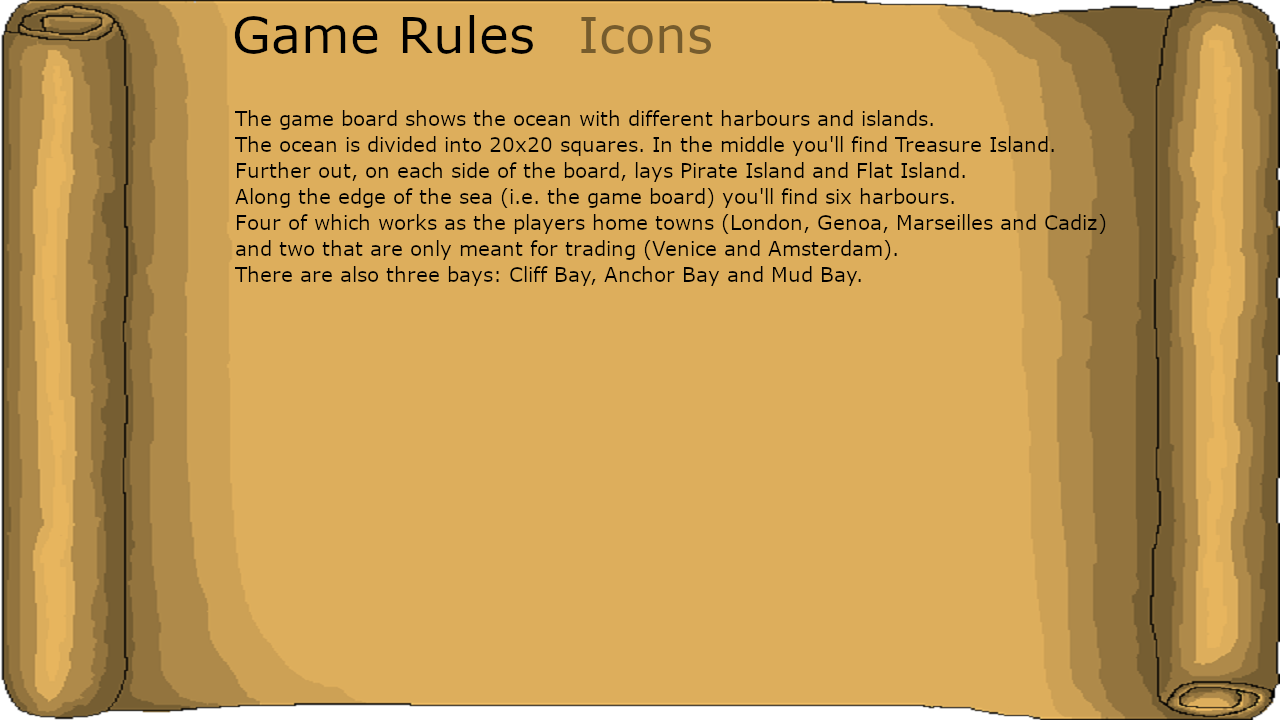 Game Rules Icons
The game board shows the ocean with different harbours and islands.
The ocean is divided into 20x20 squares. In the middle you'll find Treasure Island.
Further out, on each side of the board, lays Pirate Island and Flat Island.
Along the edge of the sea (i.e. the game board) you'll find six harbours.
Four of which works as the players home towns (London, Genoa, Marseilles and Cadiz)
and two that are only meant for trading (Venice and Amsterdam).
There are also three bays: Cliff Bay, Anchor Bay and Mud Bay.